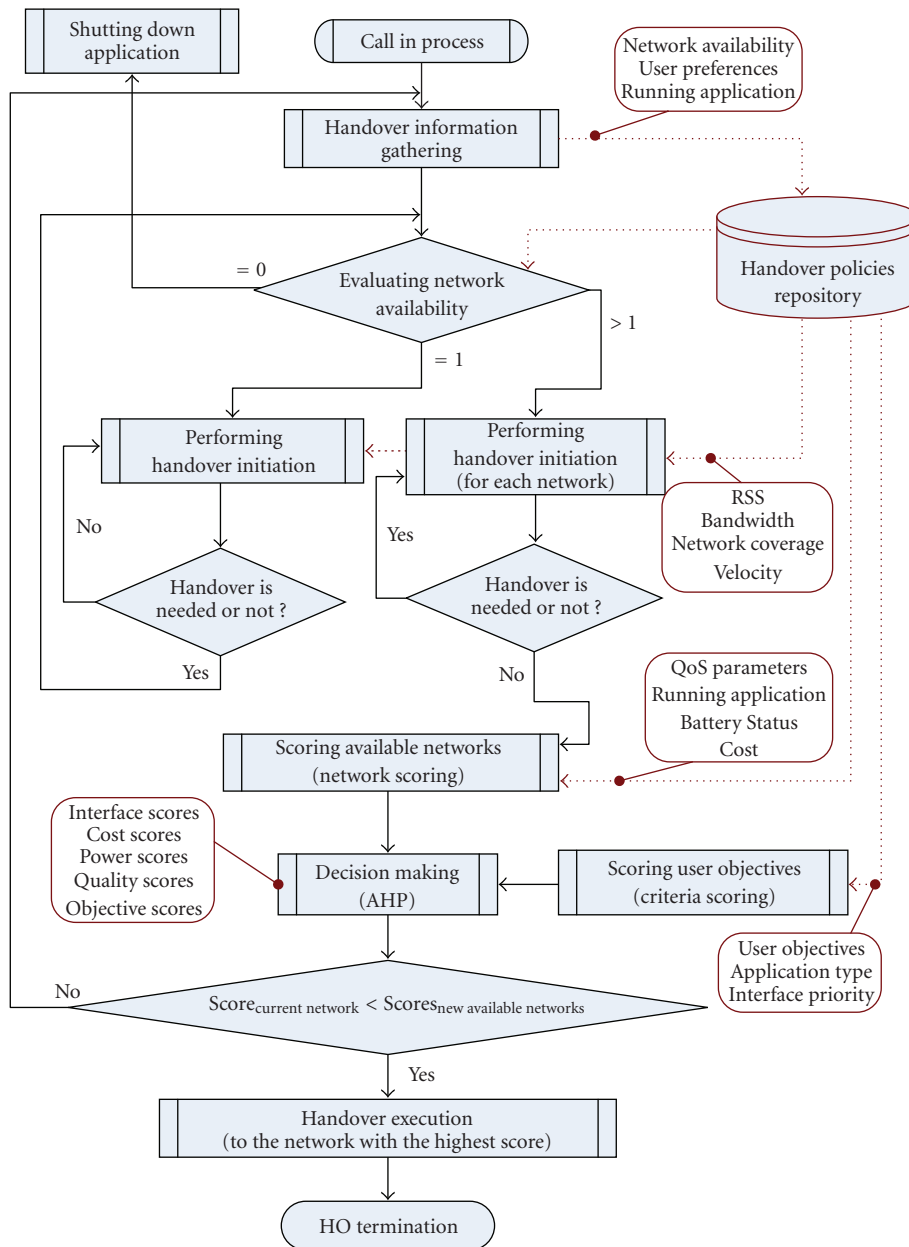 Shutting down
application
Call in process
Network availability
User preferences
Running application
Handover information
gathering
Handover policies
repository
= 0
Evaluating network
availability
> 1
= 1
Performing
handover initiation
Performing
handover initiation
(for each network)
RSS
Bandwidth
Network coverage
Velocity
No
Yes
Handover is
needed or not ?
Handover is
needed or not ?
Yes
No
QoS parameters
Running application
Battery Status
Cost
Scoring available networks
(network scoring)
Interface scores
Cost scores
Power scores
Quality scores
Objective scores
Decision making
(AHP)
Scoring user objectives
(criteria scoring)
User objectives
Application type
Interface priority
No
Score current network < Scores new available networks
Yes
Handover execution
(to the network with the highest score)
HO termination